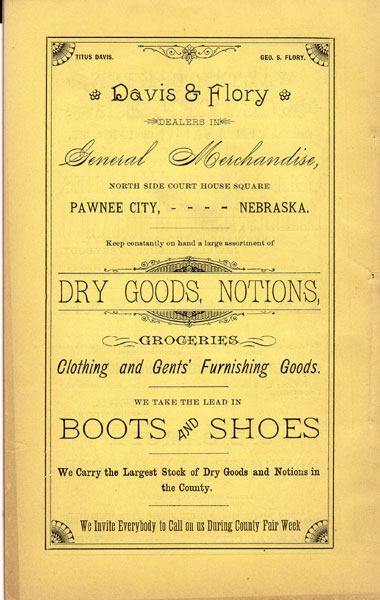 TITUS DAVIS. GEO. S. FLORY.
Davis & Flory
DEALERS IN
General Merchandise,
NORTH SIDE COURT HOUSE SQUARE
PAWNEE CITY, - - - - NEBRASKA.
Keep constantly on hand a large assortment of
DRY GOODS, NOTIONS,
GROCERIES
Clothing and Gents' Furnishing Goods.
WE TAKE THE LEAD IN
BOOTS AND SHOES
We Carry the Largest Stock of Dry Goods and Notions in
the County.
We Invite Everybody to Call on us During County Fair Week